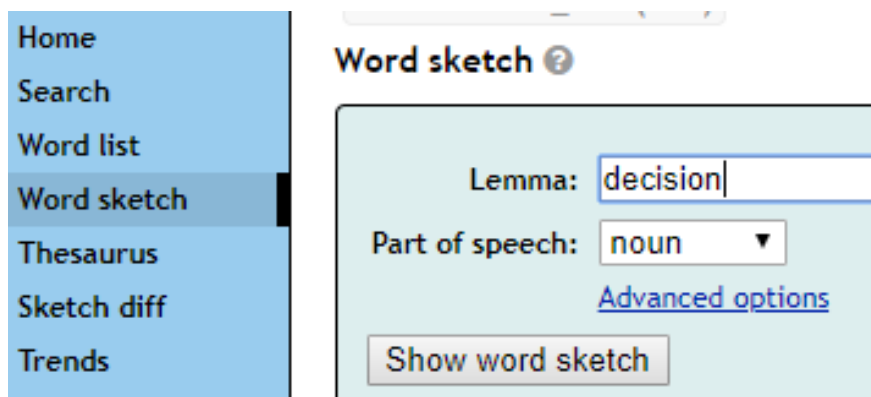 Home
Search
Word list
Word sketch
Thesaurus
Sketch diff
Trends
Word sketch ?
Lemma: decision
Part of speech: noun
Advanced options
Show word sketch